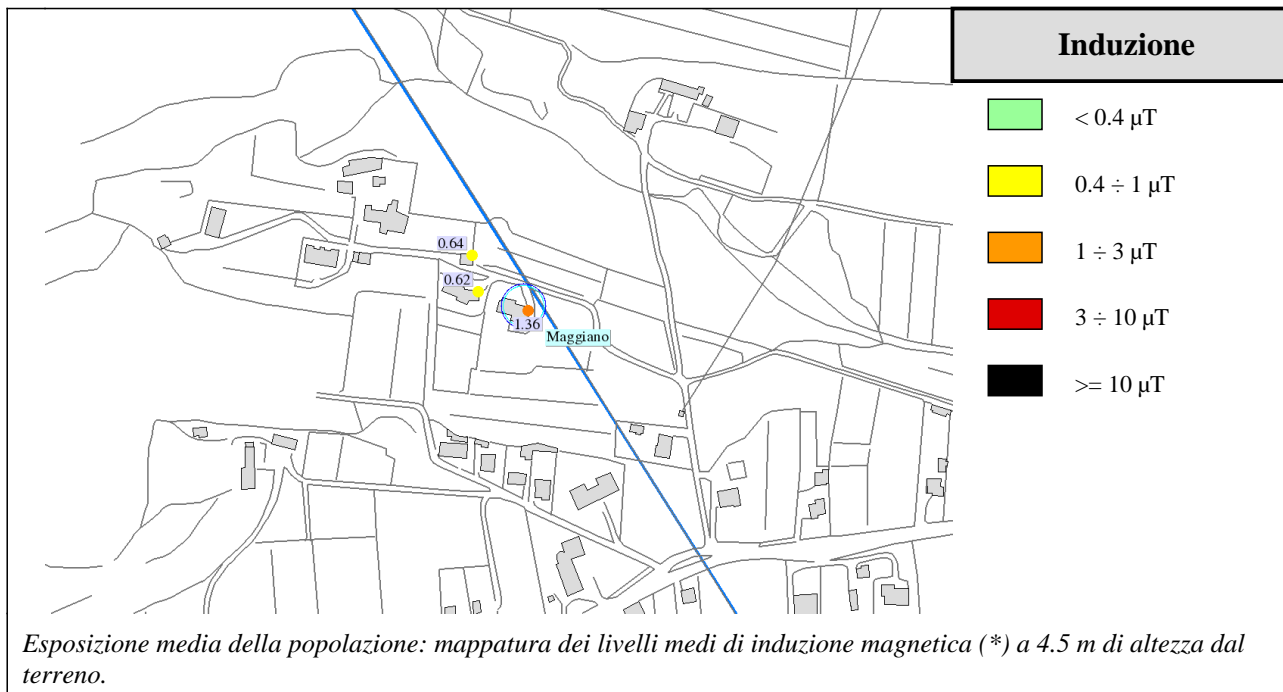 Induzione
< 0.4 µT
0.4 ÷ 1 µT
1 ÷ 3 µT
3 ÷ 10 µT
>= 10 µT
0.64
0.62
1.36
Maggiano
Esposizione media della popolazione: mappatura dei livelli medi di induzione magnetica (*) a 4.5 m di altezza dal
terreno.